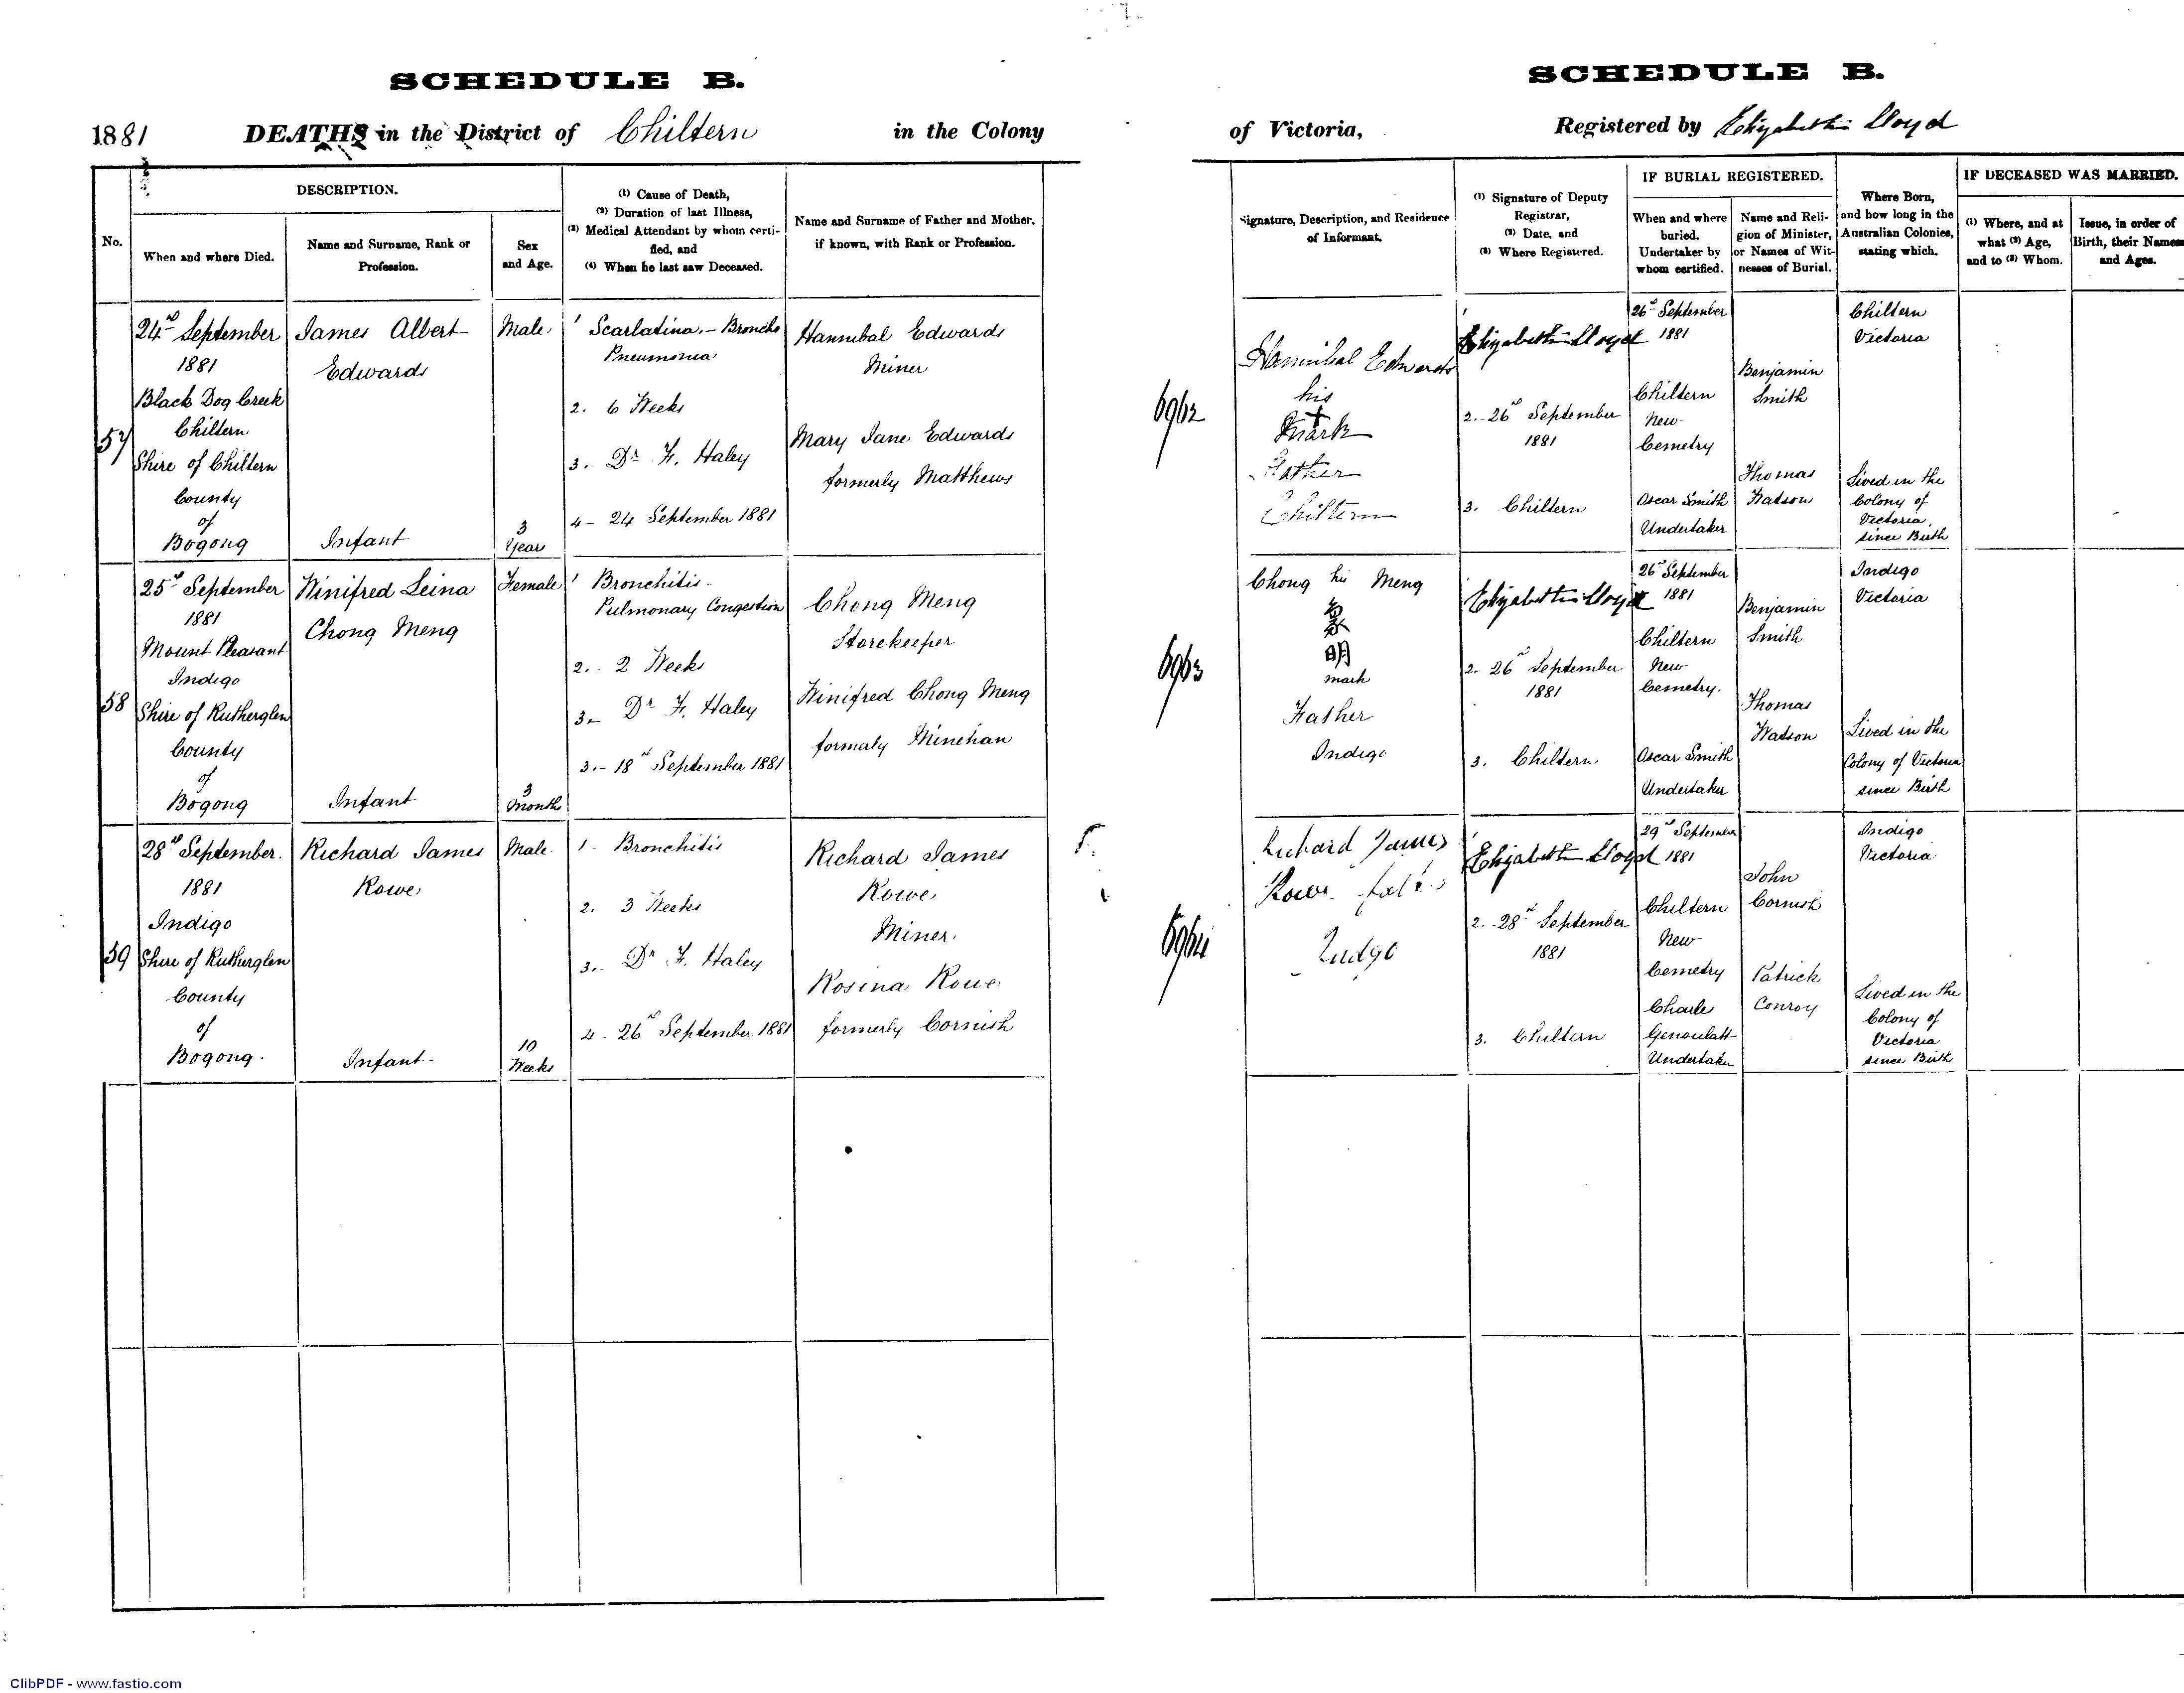 SCHEDULE B.
1881 DEATHS in the District of Chiltern in the Colony
No.
DESCRIPTION.
When and where Died.
Name and Surname, Rank or
Profession.
Sex
and Age.
(1) Cause of Death,
(2) Duration of last Illness,
(3) Medical Attendant by whom certi-
fied, and
(4) When he last saw Deceased.
Name and Surname of Father and Mother,
if known, with Rank or Profession.
57
24th September
1881
Black Dog Creek
Chiltern
Shire of Chiltern
County
of
Bogong
James Albert
Edwards
Infant
Male
3
Year
1 Scarlatina - Broncho
Pneumonia
2. 6 Weeks
3. Dr F. Haley
4 - 24 September 1881
Hannibal Edwards
Miner
Mary Jane Edwards
formerly Matthews
58
25th September
1881
Mount Pleasant
Indigo
Shire of Rutherglen
County
of
Bogong
Winifred Leina
Chong Meng
Infant
Female
3
Month
1 Bronchitis
Pulmonary Congestion
2. 2 Weeks
3 - Dr F. Haley
3. - 18th September 1881
Chong Meng
Storekeeper
Winifred Chong Meng
formerly Minehan
59
28th September.
1881
Indigo
Shire of Rutherglen
County
of
Bogong.
Richard James
Rowe
Infant
Male
10
Weeks
1 - Bronchitis
2. 3 Weeks
3. Dr F. Haley
4 - 26th September 1881
Richard James
Rowe
Miner.
Rosina Rowe
formerly Cornish
SCHEDULE B.
of Victoria, Registered by Elizabeth Lloyd
Signature, Description, and Residence
of Informant.
(1) Signature of Deputy
Registrar,
(2) Date, and
(3) Where Registered.
IF BURIAL REGISTERED.
When and where
buried.
Undertaker by
whom certified.
Name and Reli-
gion of Minister,
or Names of Wit-
nesses of Burial.
Where Born,
and how long in the
Australian Colonies,
stating which.
IF DECEASED WAS MARRIED.
(1) Where, and at
what (2) Age,
and to (3) Whom.
Issue, in order of
Birth, their Names
and Ages.
6962
Hannibal Edwards
his
+
mark
Father
Chiltern
1
Elizabeth Lloyd
2. - 26th September
1881
3. Chiltern
26th September
1881
Chiltern
New
Cemetry
Oscar Smith
Undertaker
Benjamin
Smith
Thomas
Watson
Chiltern
Victoria
Lived in the
Colony of
Victoria
since Birth
6963
Chong his Meng
明
mark
Father
Indigo
Elizabeth Lloyd
2 - 26th September
1881
3. Chiltern
26th September
1881
Chiltern
New
Cemetry.
Oscar Smith
Undertaker
Benjamin
Smith
Thomas
Watson
Indigo
Victoria
Lived in the
Colony of Victoria
since Birth
6964
Richard James
Rowe father
Indigo
Elizabeth Lloyd
2. - 28th September
1881
3. Chiltern
29th September
1881
Chiltern
New
Cemetry
Charles
Undertaker
John
Cornish
Patrick
Conroy
Indigo
Victoria
Lived in the
Colony of
Victoria
since Birth
ClibPDF - www.fastio.com